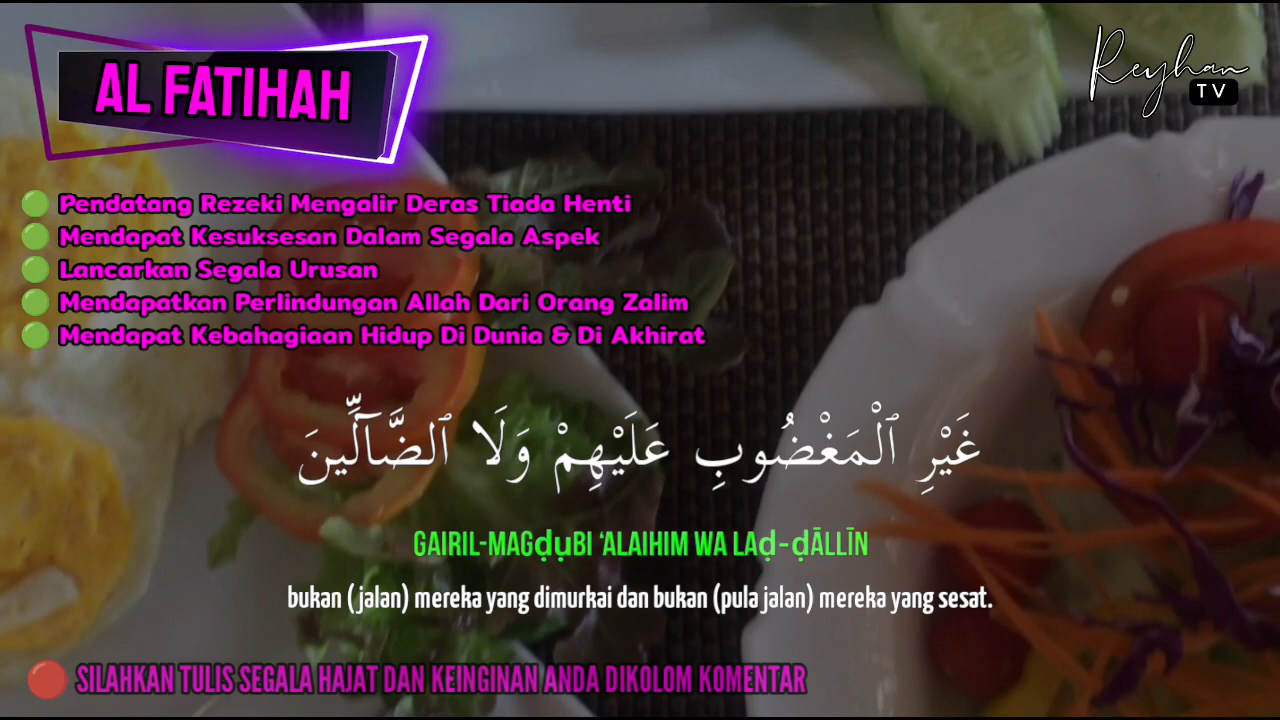 AL FATIHAH
Reyhan
TV
Pendatang Rezeki Mengalir Deras Tiada Henti
Mendapat Kesuksesan Dalam Segala Aspek
Lancarkan Segala Urusan
Mendapatkan Perlindungan Allah Dari Orang Zalim
Mendapat Kebahagiaan Hidup Di Dunia & Di Akhirat
غَيْرِ ٱلْمَغْضُوبِ عَلَيْهِمْ وَلَا ٱلضَّآلِّينَ
GAIRIL-MAGḍụBI ‘ALAIHIM WA LAḍ-ḍĀLLĪN
bukan (jalan) mereka yang dimurkai dan bukan (pula jalan) mereka yang sesat.
SILAHKAN TULIS SEGALA HAJAT DAN KEINGINAN ANDA DIKOLOM KOMENTAR